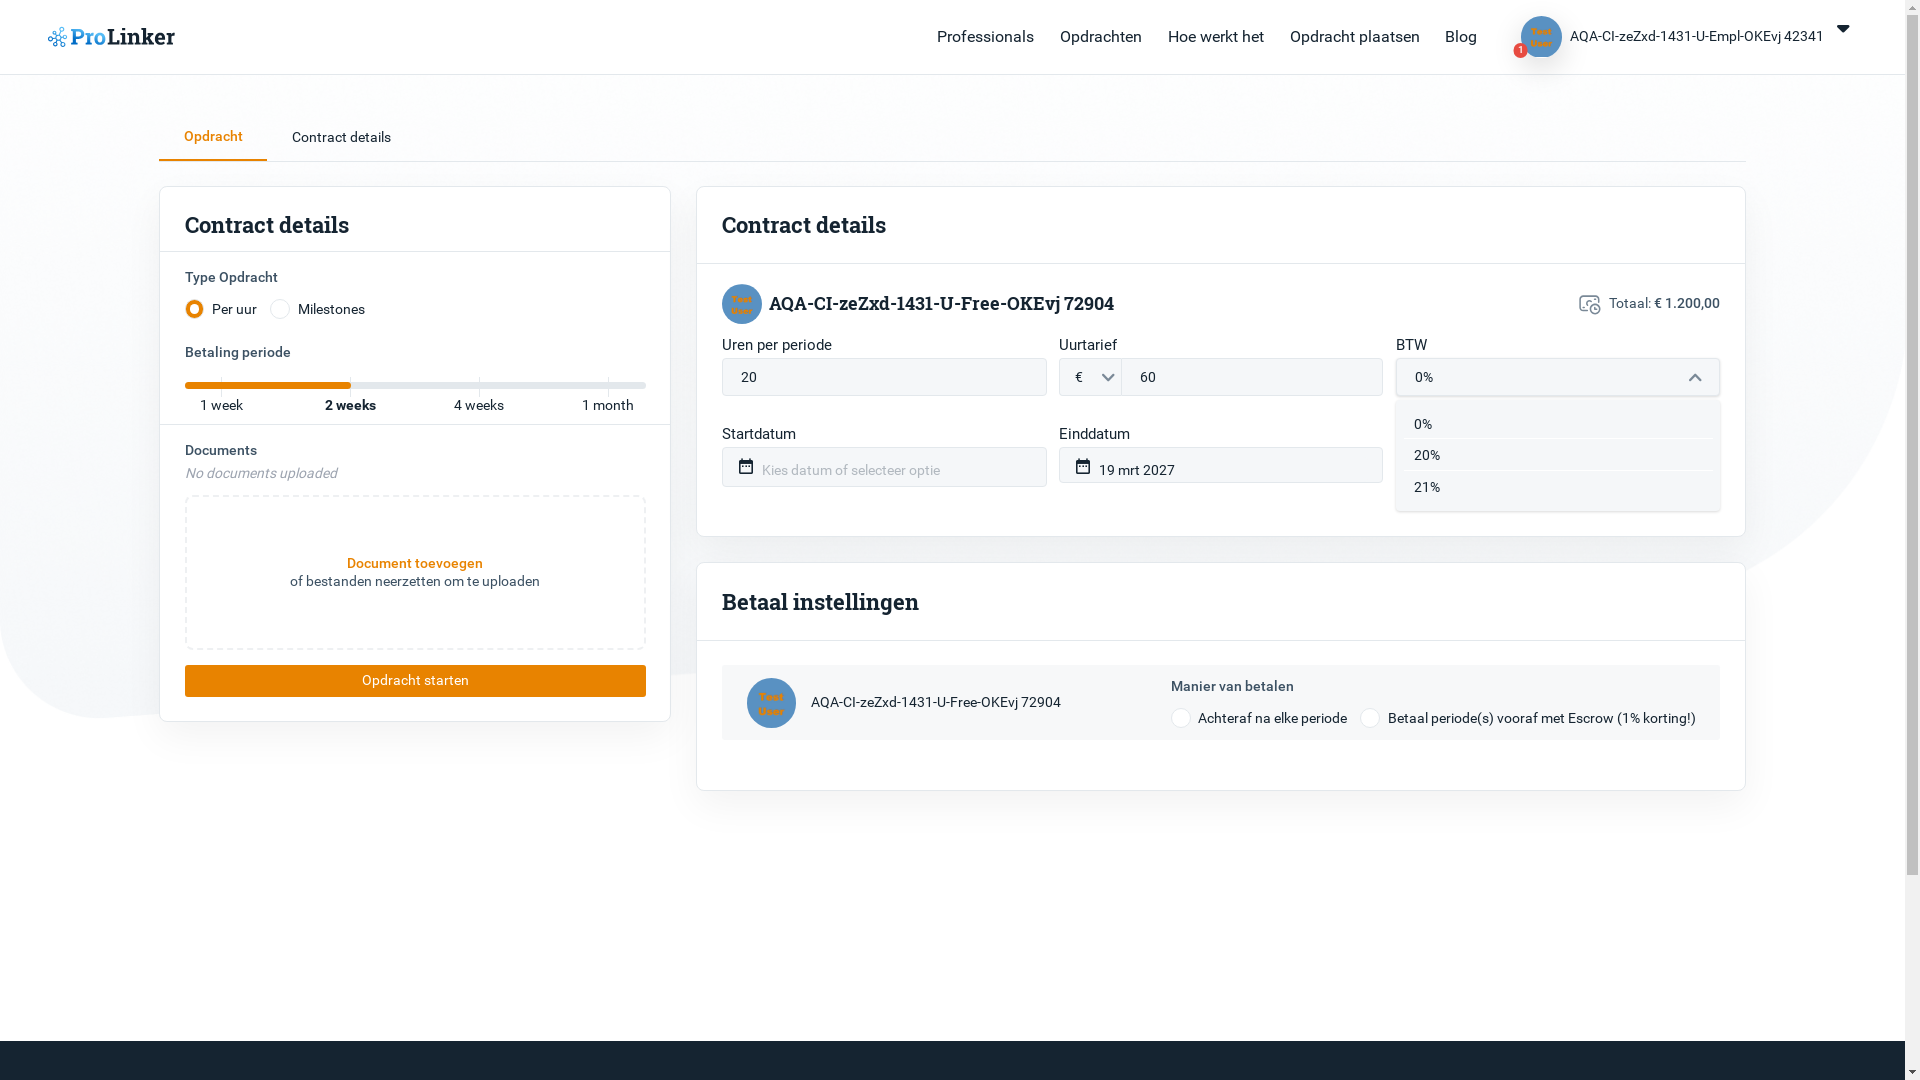 ProLinker
Professionals
Opdrachten
Hoe werkt het
Opdracht plaatsen
Blog
Test
User
1
AQA-CI-zeZxd-1431-U-Empl-OKEvj 42341
Opdracht
Contract details
Contract details
Type Opdracht
Per uur
Milestones
Betaling periode
1 week
2 weeks
4 weeks
1 month
Documents
No documents uploaded
Document toevoegen
of bestanden neerzetten om te uploaden
Opdracht starten
Contract details
Test
User
AQA-CI-zeZxd-1431-U-Free-OKEvj 72904
Totaal: € 1.200,00
Uren per periode
20
Uurtarief
€
60
BTW
0%
0%
20%
21%
Startdatum
Kies datum of selecteer optie
Einddatum
19 mrt 2027
Betaal instellingen
Test
User
AQA-CI-zeZxd-1431-U-Free-OKEvj 72904
Manier van betalen
Achteraf na elke periode
Betaal periode(s) vooraf met Escrow (1% korting!)